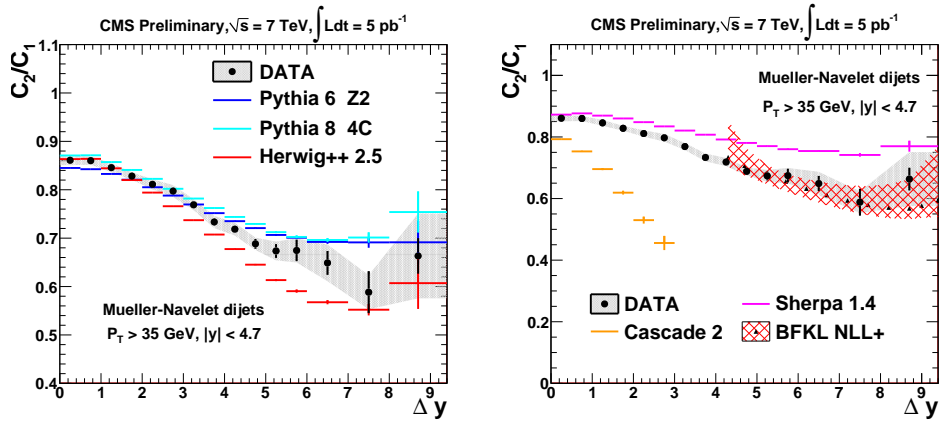 CMS Preliminary, √s = 7 TeV, ∫Ldt = 5 pb⁻¹
C₂/C₁
1.1
1
0.9
0.8
0.7
0.6
0.5
0.4
DATA
Pythia 6 Z2
Pythia 8 4C
Herwig++ 2.5
Mueller-Navelet dijets
P_T > 35 GeV, |y| < 4.7
0 1 2 3 4 5 6 7 8 9
Δ y
CMS Preliminary, √s = 7 TeV, ∫Ldt = 5 pb⁻¹
C₂/C₁
1
0.8
0.6
0.4
0.2
0
Mueller-Navelet dijets
P_T > 35 GeV, |y| < 4.7
DATA
Sherpa 1.4
Cascade 2
BFKL NLL+
0 1 2 3 4 5 6 7 8 9
Δ y